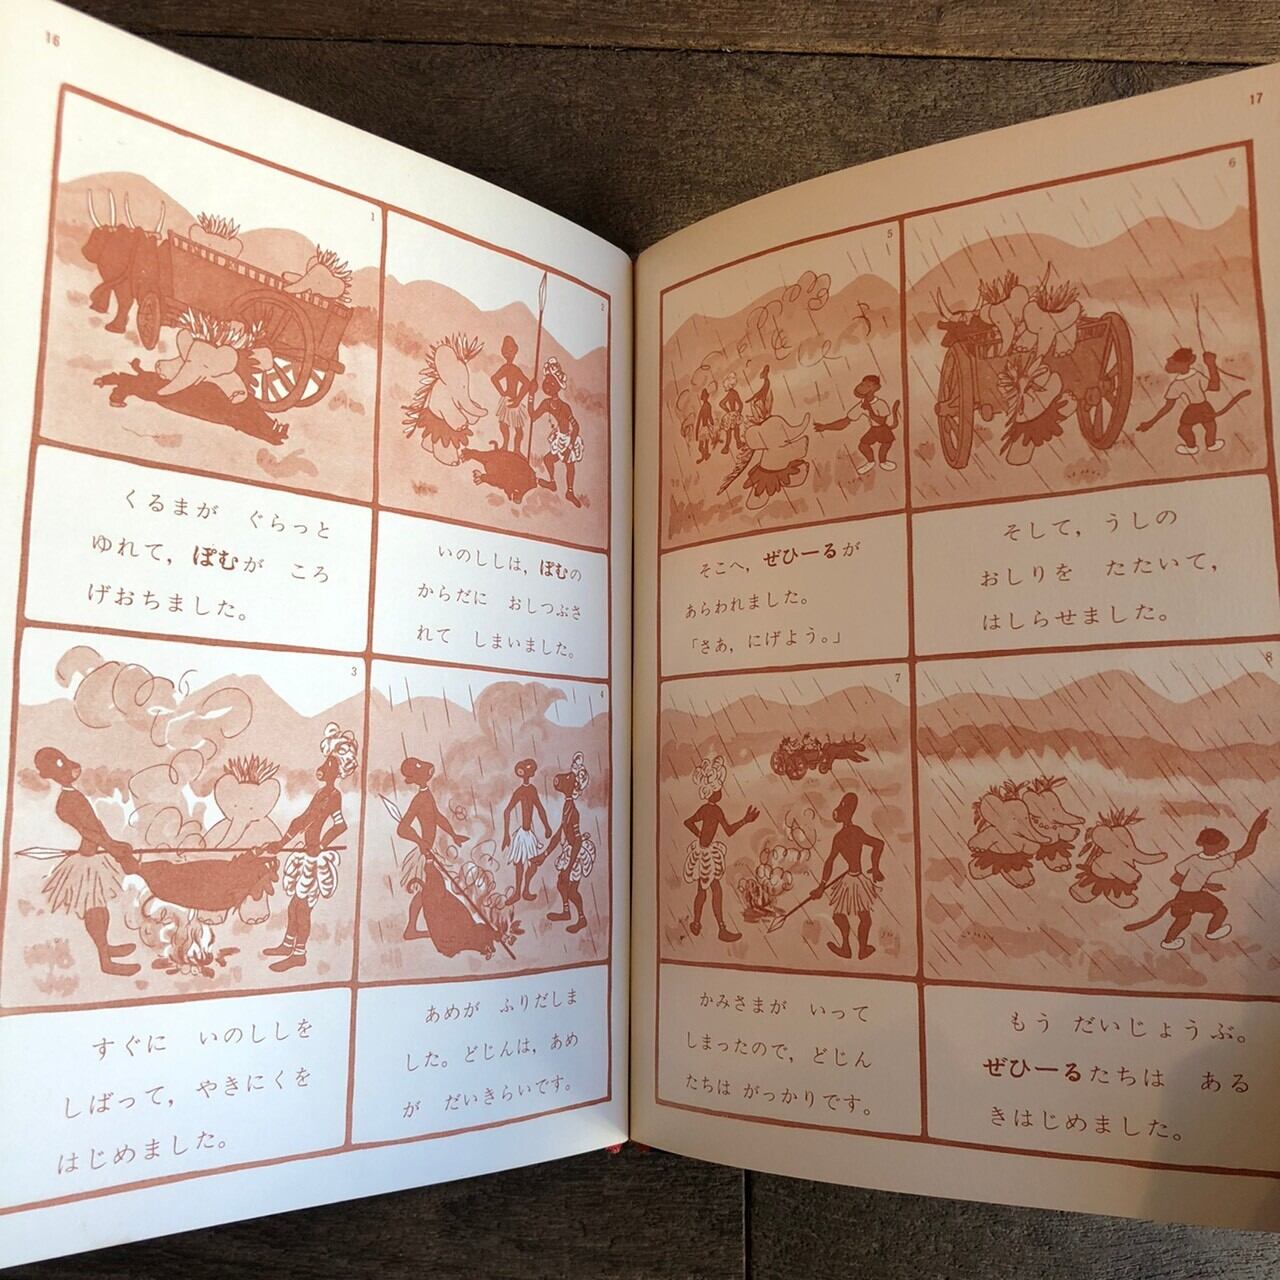 16
1
くるまが　ぐらっと
ゆれて，ぽむが　ころ
げおちました。
2
いのししは，ぽむの
からだに　おしつぶさ
れて　しまいました。
3
すぐに　いのししを
しばって，やきにくを
はじめました。
4
あめが　ふりだしま
した。どじんは，あめ
が　だいきらいです。
17
5
そこへ，ぜひーるが
あらわれました。
「さあ，にげよう。」
6
そして，うしの
おしりを　たたいて，
はしらせました。
7
かみさまが　いって
しまったので，どじん
たちは がっかりです。
8
もう だいじょうぶ。
ぜひーるたちは　ある
きはじめました。